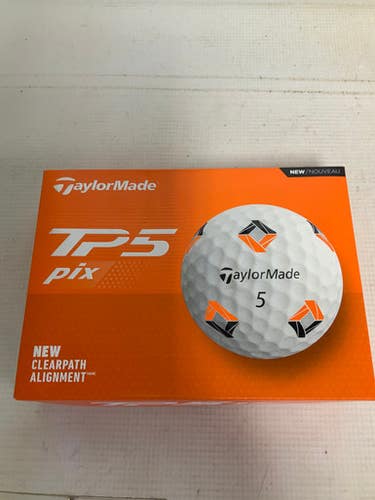 TaylorMade
NEW/NOUVEAU
TP5
pix
TaylorMade
5
NEW
CLEARPATH
ALIGNMENT